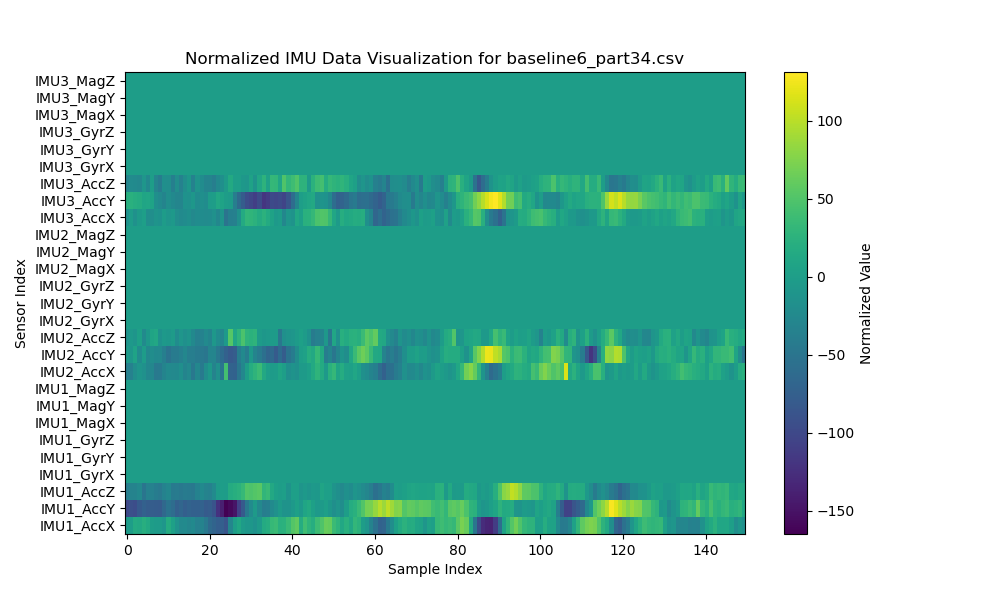 Normalized IMU Data Visualization for baseline6_part34.csv
Sensor Index
IMU3_MagZ
IMU3_MagY
IMU3_MagX
IMU3_GyrZ
IMU3_GyrY
IMU3_GyrX
IMU3_AccZ
IMU3_AccY
IMU3_AccX
IMU2_MagZ
IMU2_MagY
IMU2_MagX
IMU2_GyrZ
IMU2_GyrY
IMU2_GyrX
IMU2_AccZ
IMU2_AccY
IMU2_AccX
IMU1_MagZ
IMU1_MagY
IMU1_MagX
IMU1_GyrZ
IMU1_GyrY
IMU1_GyrX
IMU1_AccZ
IMU1_AccY
IMU1_AccX
0 20 40 60 80 100 120 140
Sample Index
100
50
0
−50
−100
−150
Normalized Value